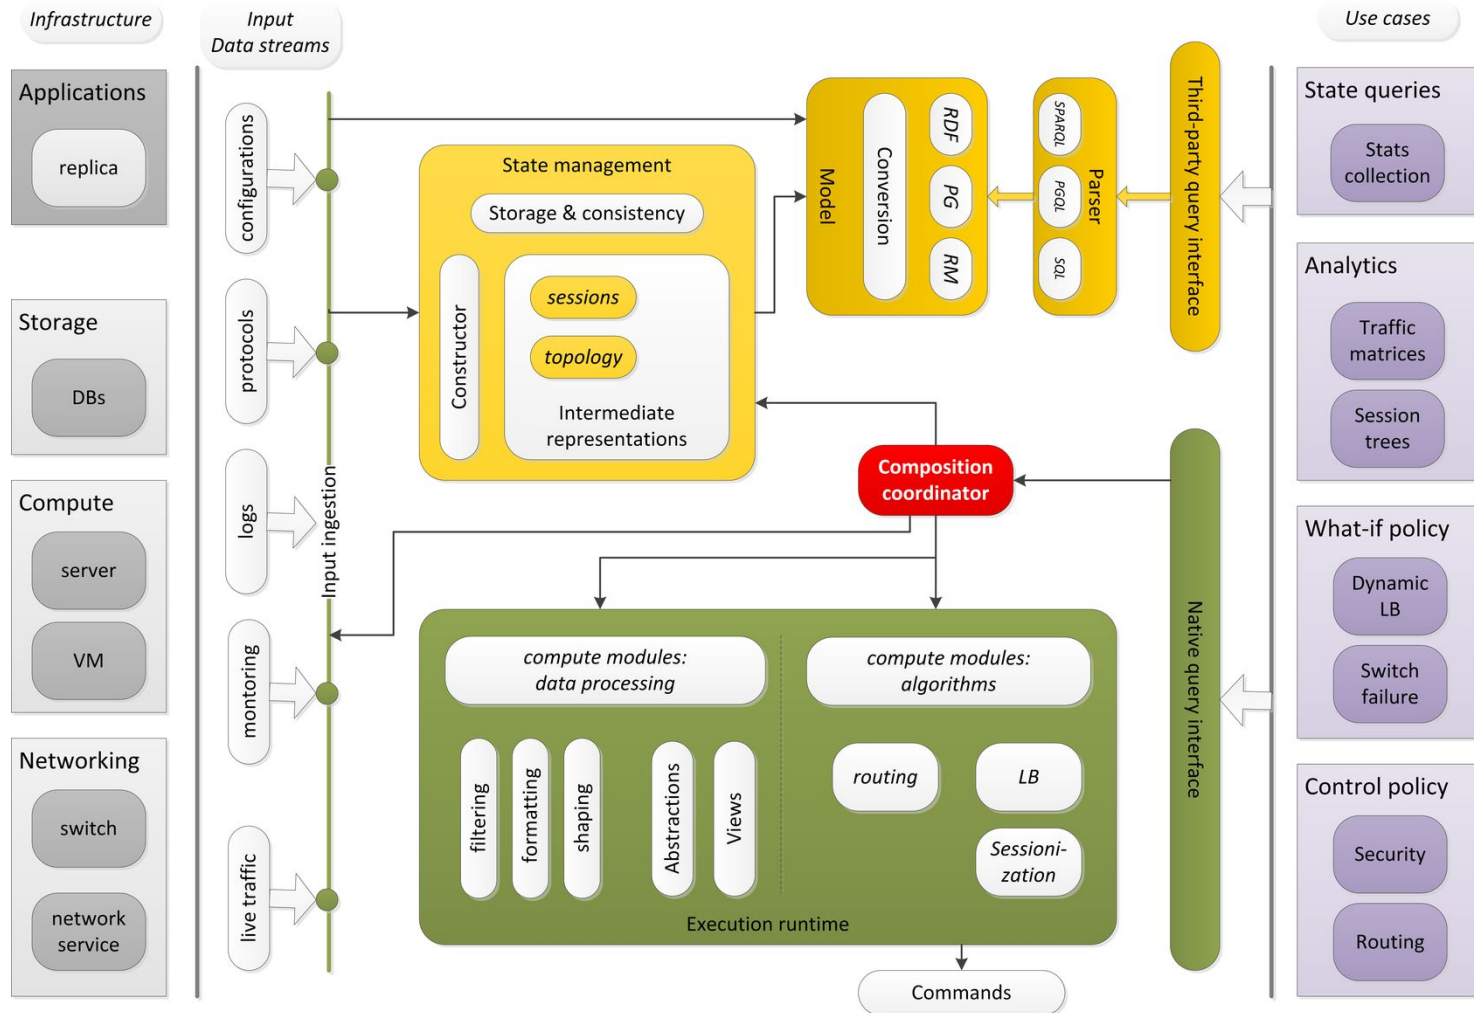 Infrastructure
Applications
replica
Storage
DBs
Compute
server
VM
Networking
switch
network
service
Input
Data streams
configurations
protocols
logs
montoring
live traffic
Input ingestion
State management
Storage & consistency
Constructor
sessions
topology
Intermediate
representations
Model
Conversion
RDF
PG
RM
SPARQL
PGQL
SQL
Parser
Third-party query interface
Composition
coordinator
Native query interface
compute modules:
data processing
compute modules:
algorithms
filtering
formatting
shaping
Abstractions
Views
routing
LB
Sessioni-
zation
Execution runtime
Commands
Use cases
State queries
Stats
collection
Analytics
Traffic
matrices
Session
trees
What-if policy
Dynamic
LB
Switch
failure
Control policy
Security
Routing